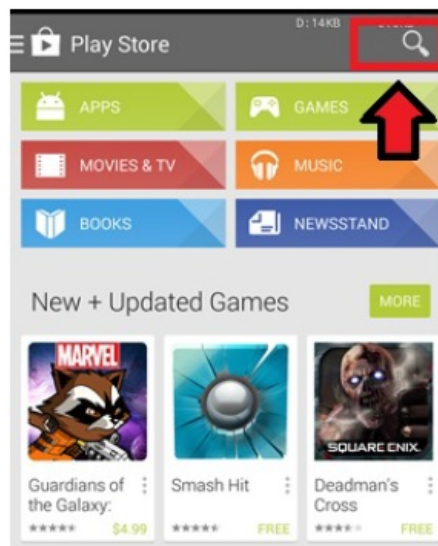 D: 14KB
Play Store
APPS
GAMES
MOVIES & TV
MUSIC
BOOKS
NEWSSTAND
New + Updated Games
MORE
MARVEL
SQUARE ENIX.
Guardians of
the Galaxy:
Smash Hit
Deadman's
Cross
$4.99
FREE
FREE